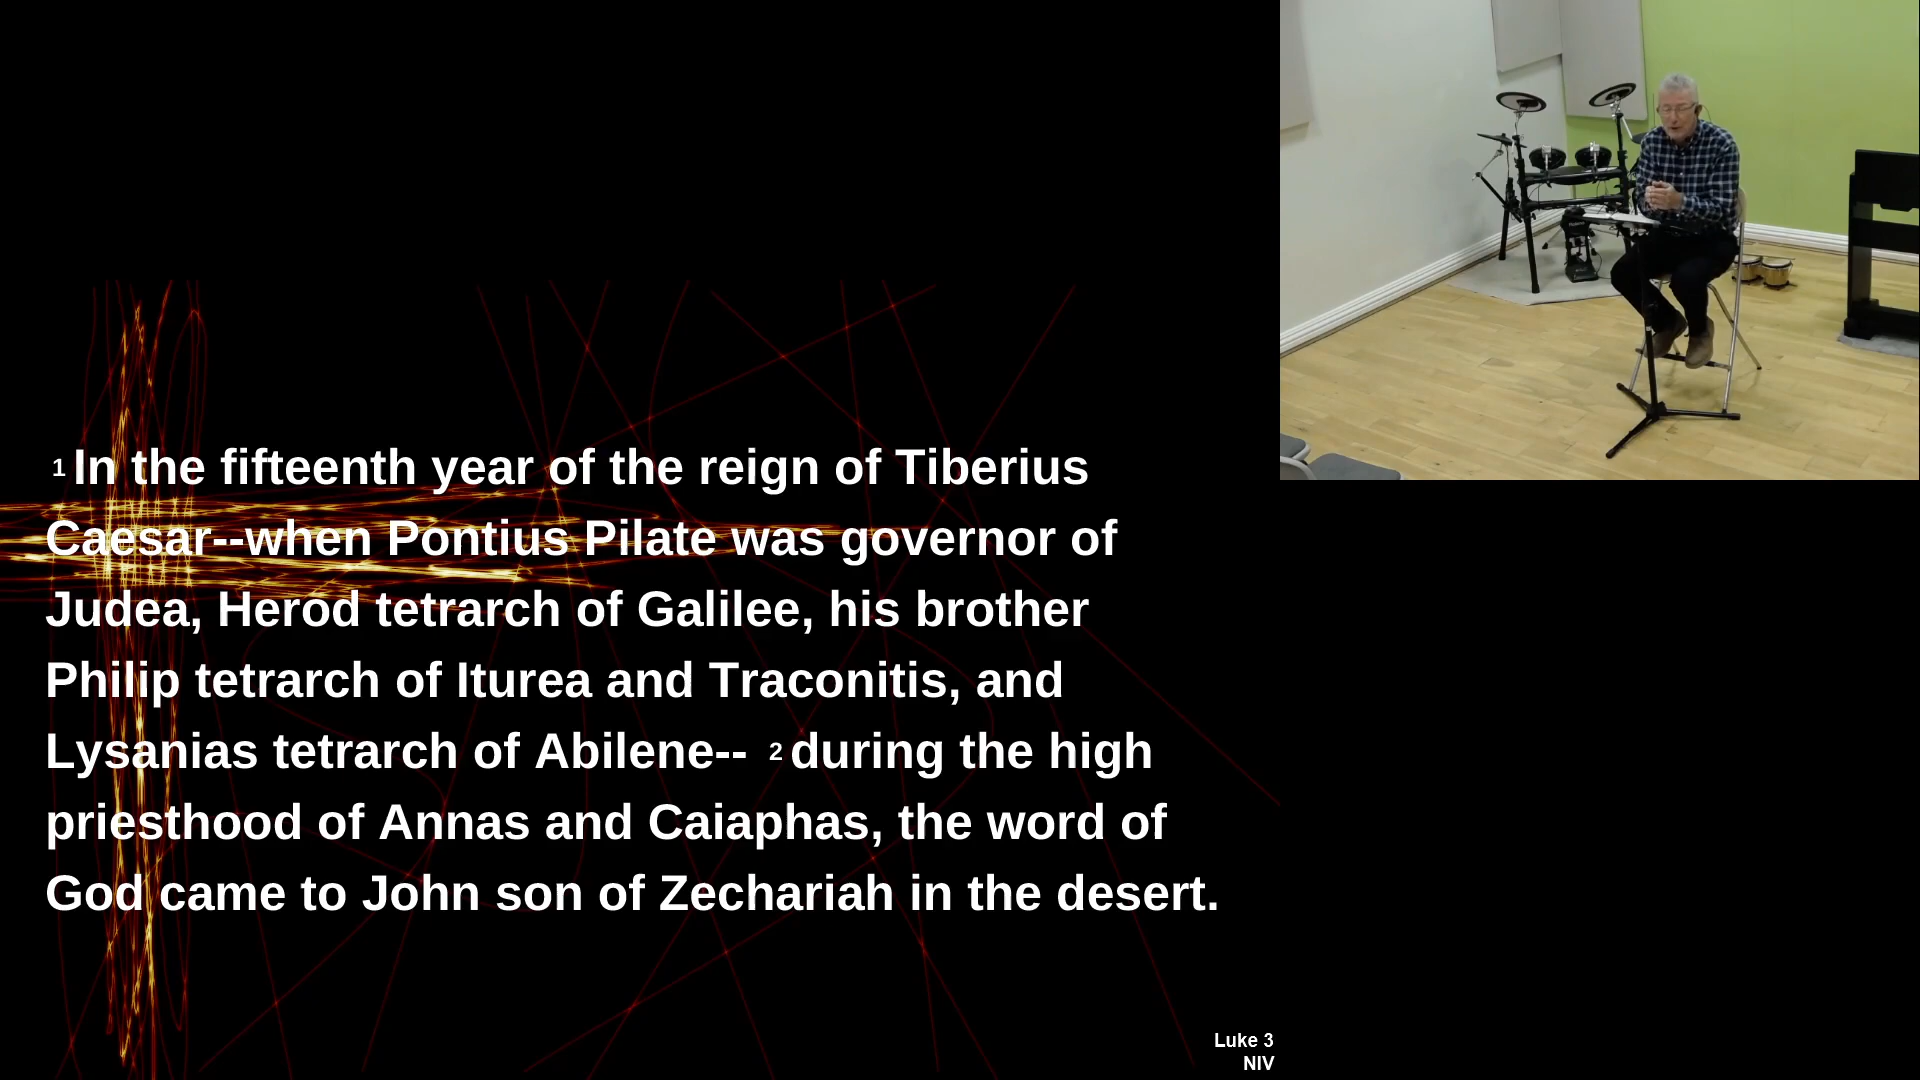 1 In the fifteenth year of the reign of Tiberius
Caesar--when Pontius Pilate was governor of
Judea, Herod tetrarch of Galilee, his brother
Philip tetrarch of Iturea and Traconitis, and
Lysanias tetrarch of Abilene-- 2 during the high
priesthood of Annas and Caiaphas, the word of
God came to John son of Zechariah in the desert.
Luke 3
NIV